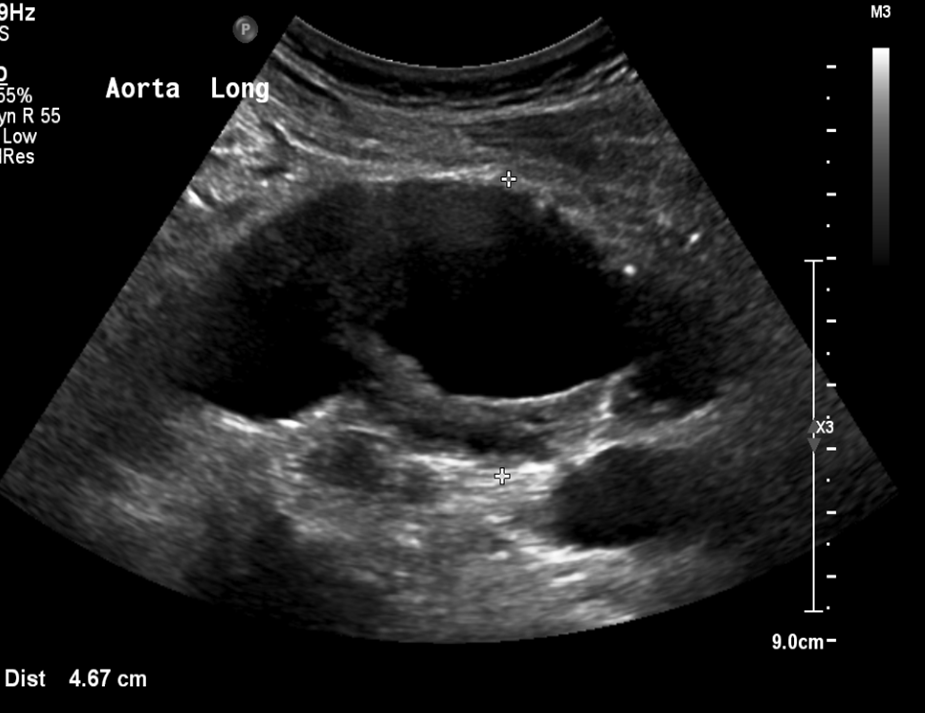 9Hz
S
P
M3
D
55%
Aorta Long
yn R 55
Low
Res
X3
9.0cm
Dist 4.67 cm